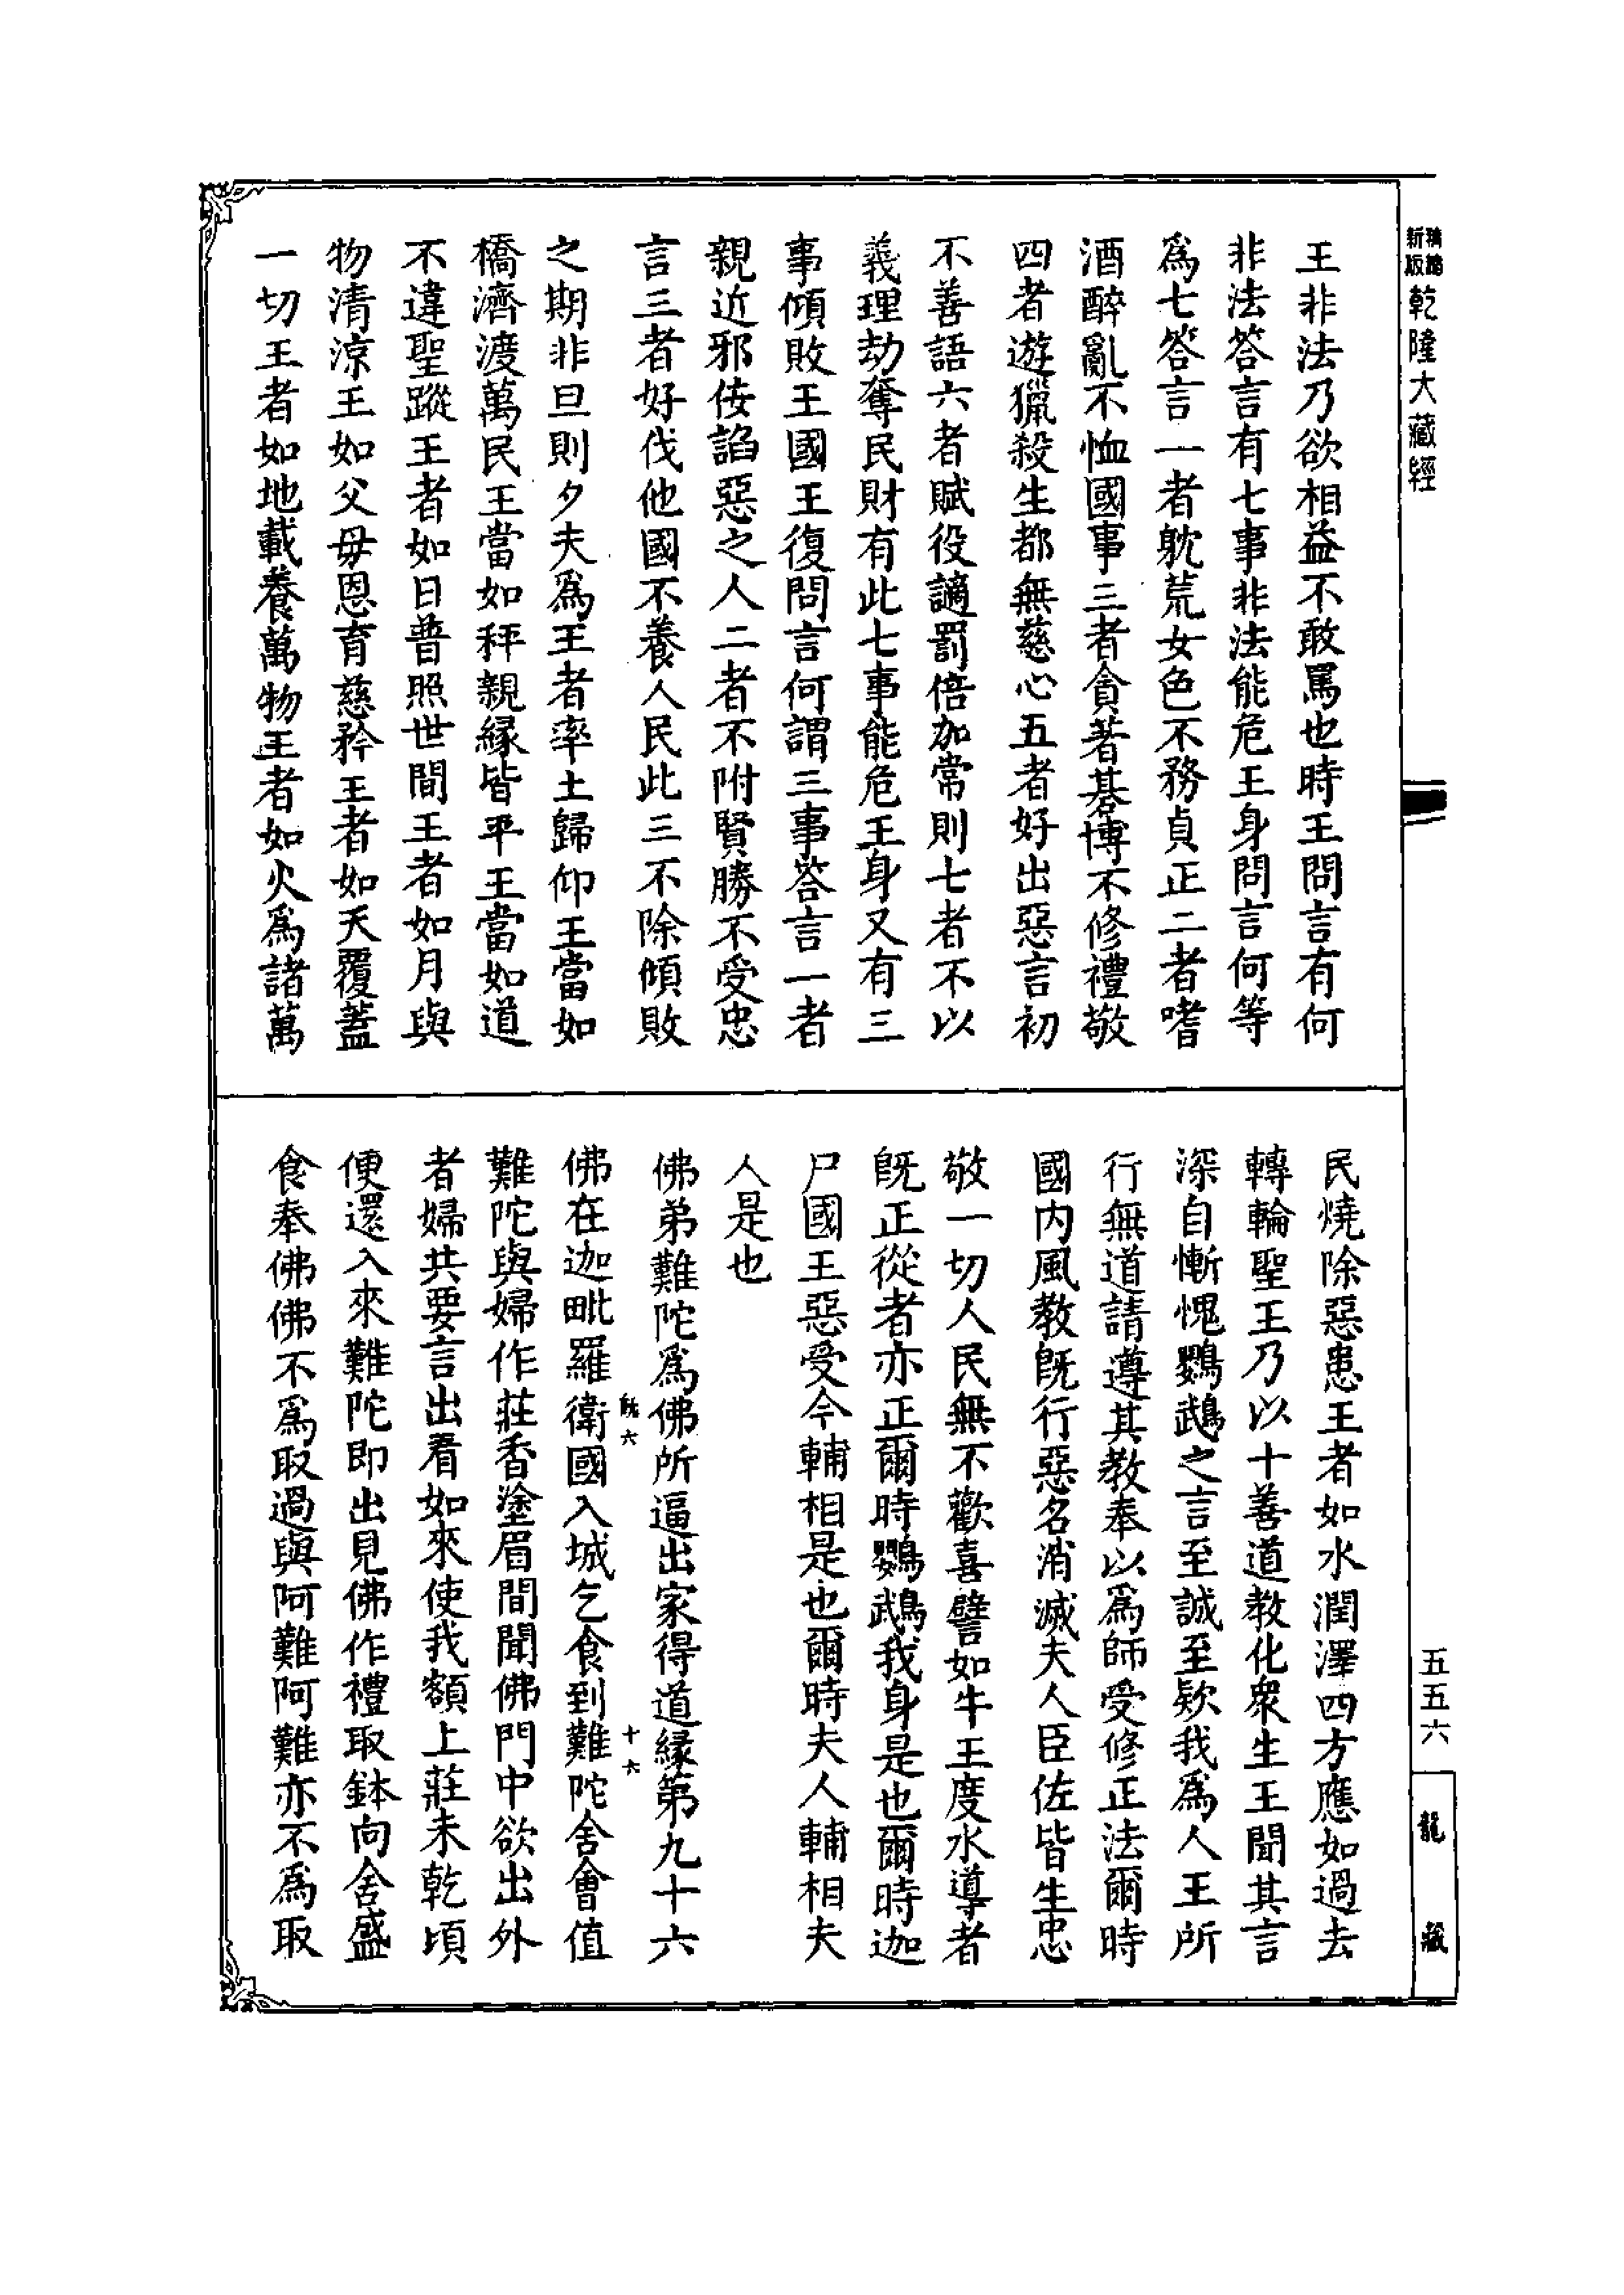 新版精縮乾隆大藏經
王非法乃欲相益不敢罵也時王問言有何
非法答言有七事非法能危王身問言何等
為七答言一者躭荒女色不務貞正二者嗜
酒醉亂不恤國事三者貪著碁博不修禮敬
四者遊獵殺生都無慈心五者好出惡言初
不善語六者賦役讁罰倍加常則七者不以
義理劫奪民財有此七事能危王身又有三
事傾敗王國王復問言何謂三事答言一者
親近邪佞諂惡之人二者不附賢勝不受忠
言三者好伐他國不養人民此三不除傾敗
之期非旦則夕夫為王者率土歸仰王當如
橋濟渡萬民王當如秤親緣皆平王當如道
不違聖蹤王者如日普照世間王者如月與
物清涼王如父毋恩育慈矜王者如天覆蓋
一切王者如地載養萬物王者如火為諸萬
民燒除惡患王者如水潤澤四方應如過去
轉輪聖王乃以十善道教化衆生王聞其言
深自慚愧鸚鵡之言至誠至欵我為人王所
行無道請遵其教奉以為師受修正法爾時
國內風教旣行惡名消滅夫人臣佐皆生忠
敬一切人民無不歡喜譬如牛王度水導者
旣正從者亦正爾時鸚鵡我身是也爾時迦
尸國王惡受今輔相是也爾時夫人輔相夫
人是也
佛弟難陀為佛所逼出家得道緣第九十六
佛在迦毗羅衛國入城乞食到難陀舍會值
難陀與婦作莊香塗眉間聞佛門中欲出外
者婦共要言出看如來使我額上莊未乾頃
便還入來難陀即出見佛作禮取鉢向舍盛
食奉佛佛不為取過與阿難阿難亦不為取
六
十六
五五六
龍藏